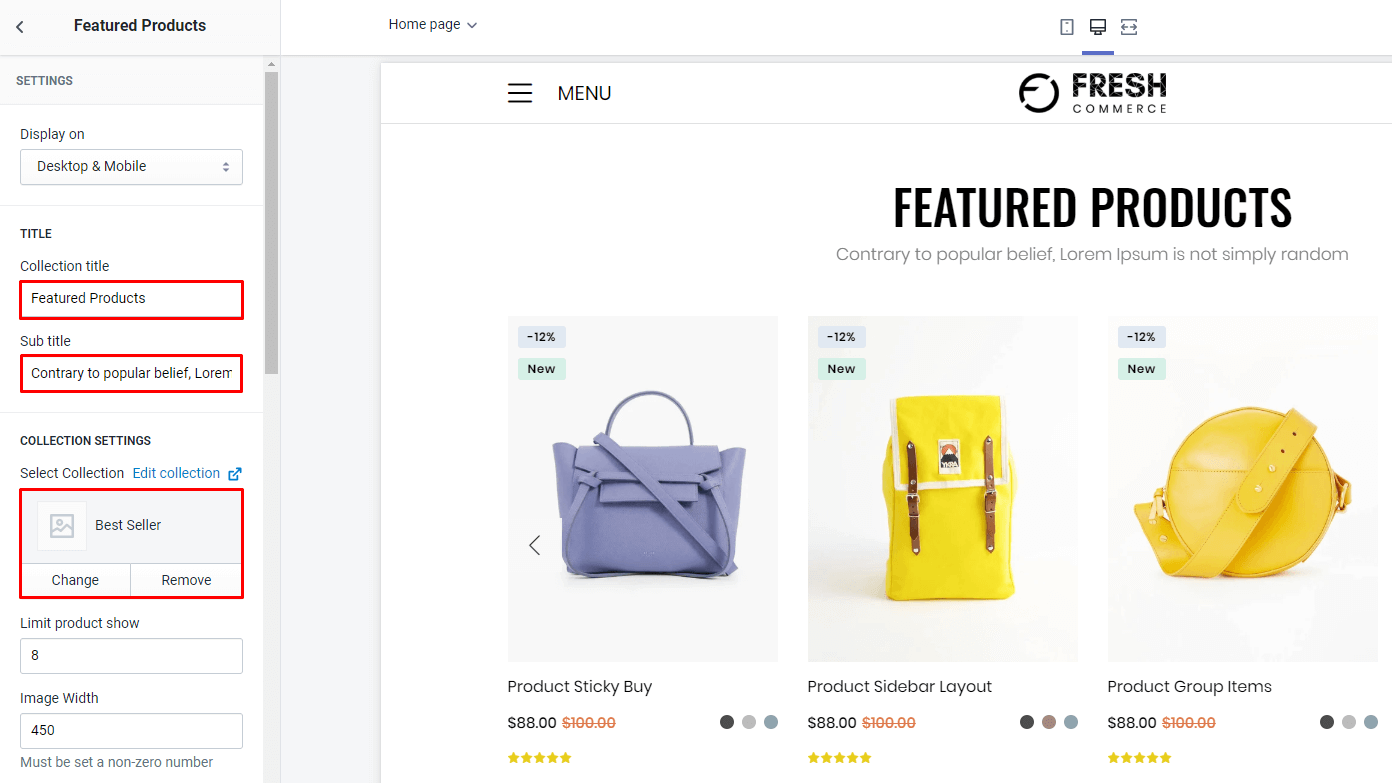 Featured Products
Home page
SETTINGS
Display on
Desktop & Mobile
TITLE
Collection title
Featured Products
Sub title
Contrary to popular belief, Lorem
COLLECTION SETTINGS
Select Collection Edit collection
Best Seller
Change Remove
Limit product show
8
Image Width
450
Must be set a non-zero number
MENU
FRESH
COMMERCE
FEATURED PRODUCTS
Contrary to popular belief, Lorem Ipsum is not simply random
-12% -12% -12%
New New New
Product Sticky Buy Product Sidebar Layout Product Group Items
$88.00 $100.00 $88.00 $100.00 $88.00 $100.00